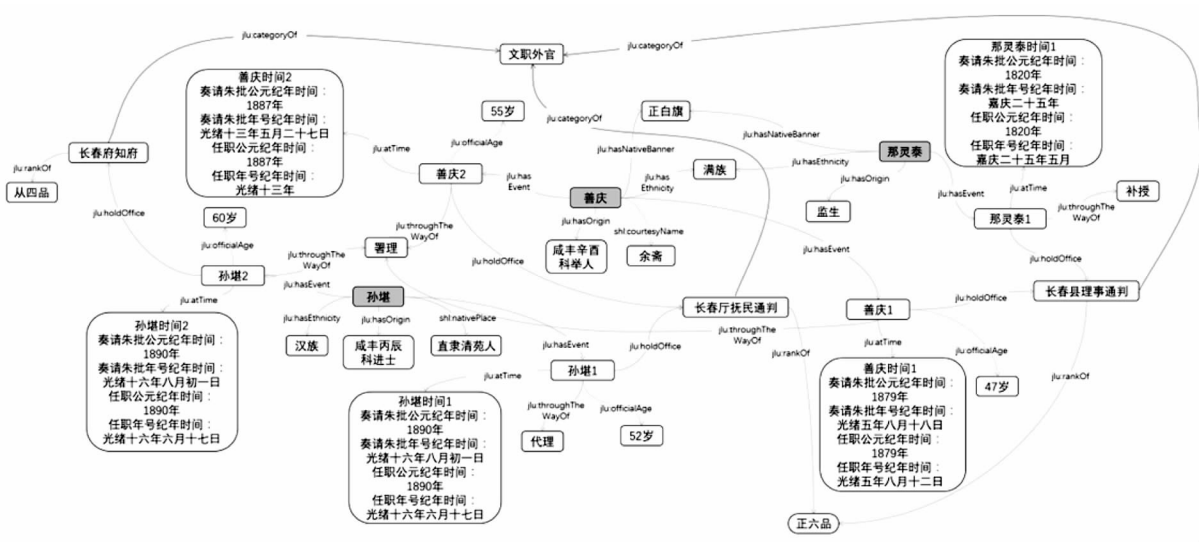 jlu:categoryOf
文职外官
jlu:categoryOf
善庆时间2
奏请朱批公元纪年时间：
1887年
奏请朱批年号纪年时间：
光绪十三年五月二十七日
任职公元纪年时间：
1887年
任职年号纪年时间：
光绪十三年
那灵泰时间1
奏请朱批公元纪年时间：
1820年
奏请朱批年号纪年时间：
嘉庆二十五年
任职公元纪年时间：
1820年
任职年号纪年时间：
嘉庆二十五年五月
55岁
正白旗
jlu:categoryOf
jlu:hasNativeBanner
jlu:officialAge
jlu:atTime
jlu:hasNativeBanner
长春府知府
jlu:rankOf
从四品
善庆2
jlu:has
Event
jlu:has
Ethnicity
满族
jlu:hasEthnicity
那灵泰
jlu:hasOrigin
监生
jlu:hasEvent
jlu:atTime
那灵泰1
jlu:throughThe
WayOf
补授
善庆
jlu:hasOrigin
shl:courtesyName
咸丰辛酉
科举人
余斋
jlu:holdOffice
60岁
jlu:officialAge
孙堪2
jlu:throughThe
WayOf
署理
jlu:throughThe
WayOf
jlu:holdOffice
jlu:hasEvent
jlu:holdOffice
长春县理事通判
jlu:hasEvent
孙堪
jlu:atTime
长春厅抚民通判
jlu:holdOffice
善庆1
jlu:hasEthnicity
jlu:hasOrigin
shl:nativePlace
汉族
咸丰丙辰
科进士
直隶清苑人
jlu:hasEvent
jlu:holdOffice
jlu:throughThe
WayOf
jlu:rankOf
jlu:atTime
jlu:officialAge
47岁
jlu:rankOf
孙堪时间2
奏请朱批公元纪年时间：
1890年
奏请朱批年号纪年时间：
光绪十六年八月初一日
任职公元纪年时间：
1890年
任职年号纪年时间：
光绪十六年六月十七日
jlu:atTime
孙堪1
孙堪时间1
奏请朱批公元纪年时间：
1890年
奏请朱批年号纪年时间：
光绪十六年八月初一日
任职公元纪年时间：
1890年
任职年号纪年时间：
光绪十六年六月十七日
jlu:throughThe
WayOf
jlu:officialAge
代理
52岁
善庆时间1
奏请朱批公元纪年时间：
1879年
奏请朱批年号纪年时间：
光绪五年八月十八日
任职公元纪年时间：
1879年
任职年号纪年时间：
光绪五年八月十二日
正六品